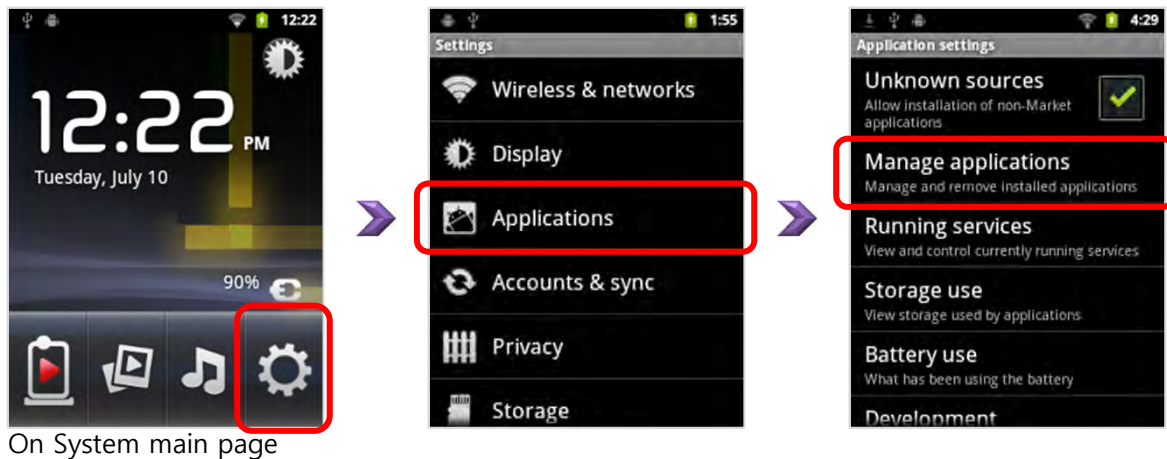 12:22
12:22 PM
Tuesday, July 10
90%
On System main page
1:55
Settings
Wireless & networks
Display
Applications
Accounts & sync
Privacy
Storage
4:29
Application settings
Unknown sources
Allow installation of non-Market
applications
Manage applications
Manage and remove installed applications
Running services
View and control currently running services
Storage use
View storage used by applications
Battery use
What has been using the battery
Development